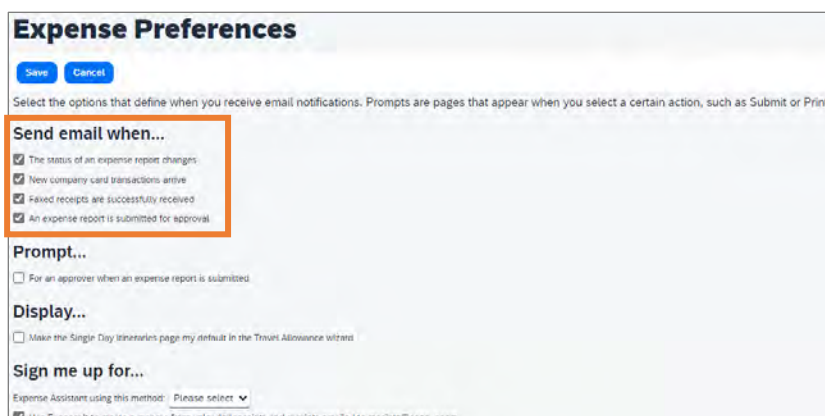 Expense Preferences
Save Cancel
Select the options that define when you receive email notifications. Prompts are pages that appear when you select a certain action, such as Submit or Prin
Send email when...
The status of an expense report changes
New company card transactions arrive
Faxed receipts are successfully received
An expense report is submitted for approval
Prompt...
For an approver when an expense report is submitted
Display...
Make the Single Day Itineraries page my default in the Travel Allowance wizard
Sign me up for...
Expense Assistant using this method: Please select